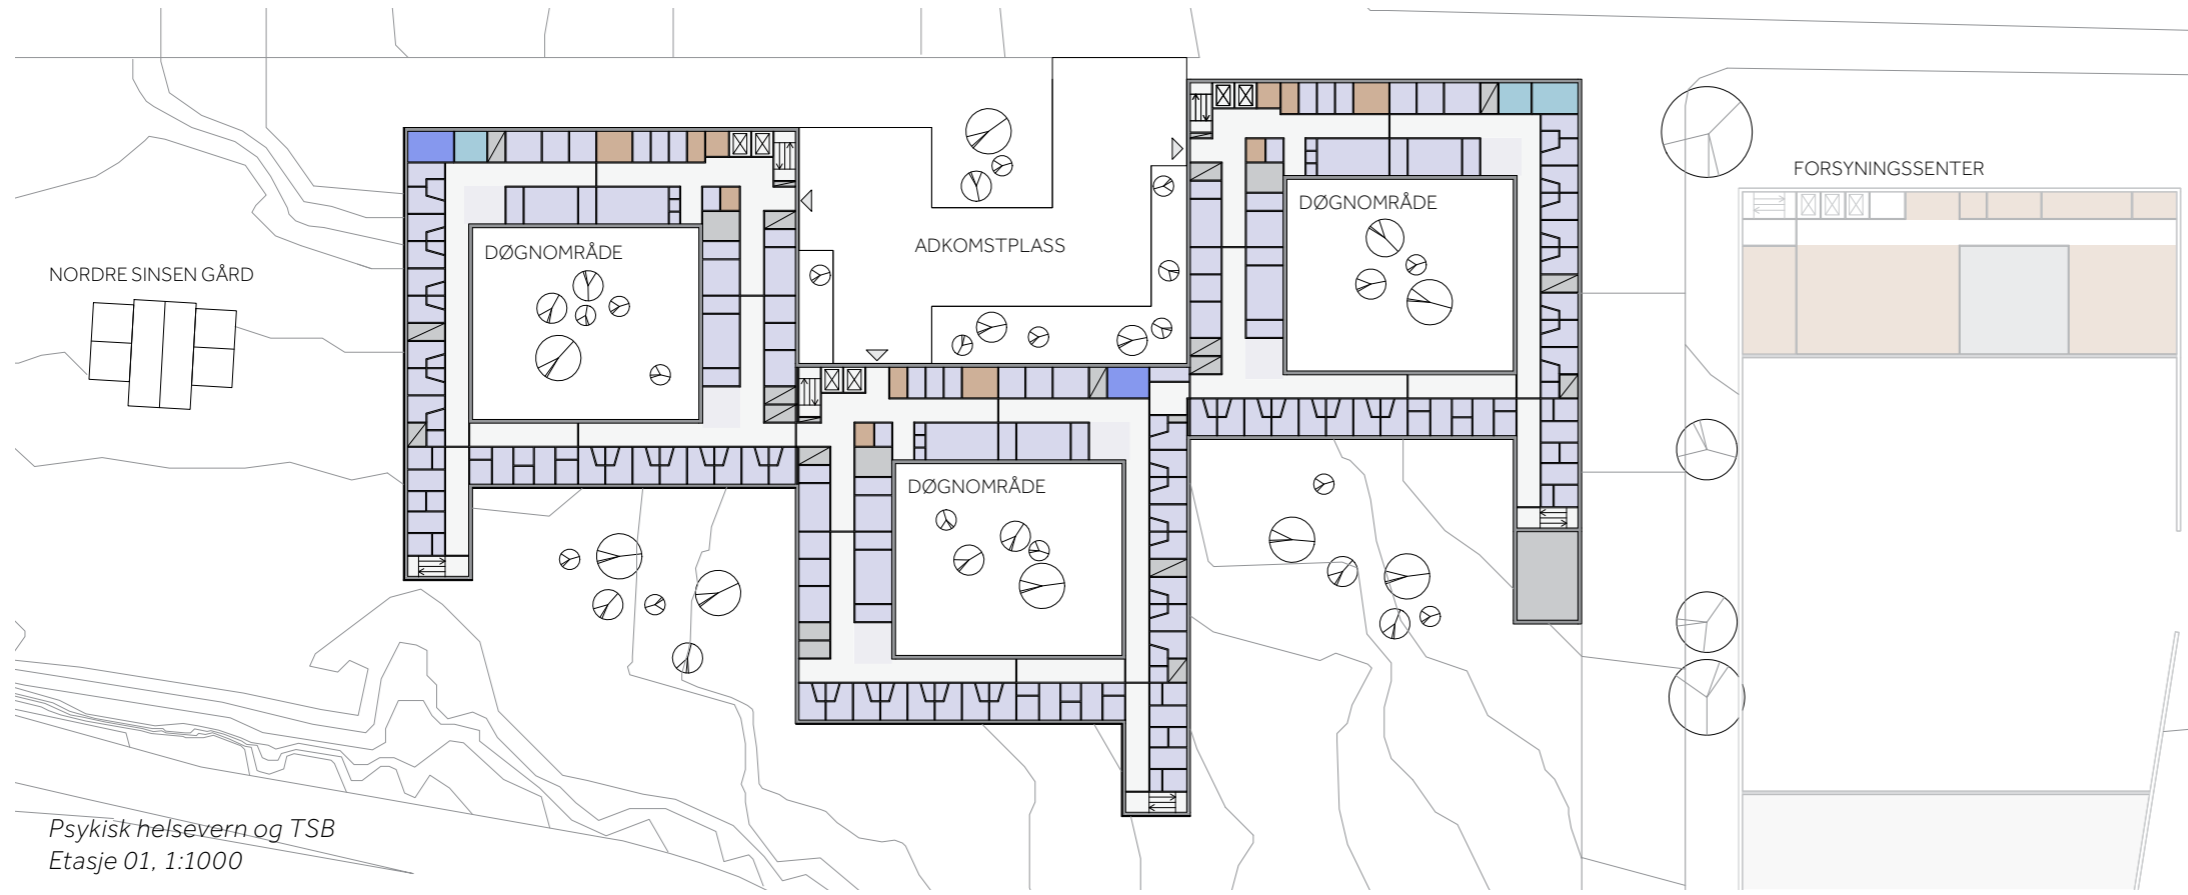 FORSYNINGSSENTER
DØGNOMRÅDE
DØGNOMRÅDE
ADKOMSTPLASS
NORDRE SINSEN GÅRD
DØGNOMRÅDE
Psykisk helsevern og TSB
Etasje 01, 1:1000